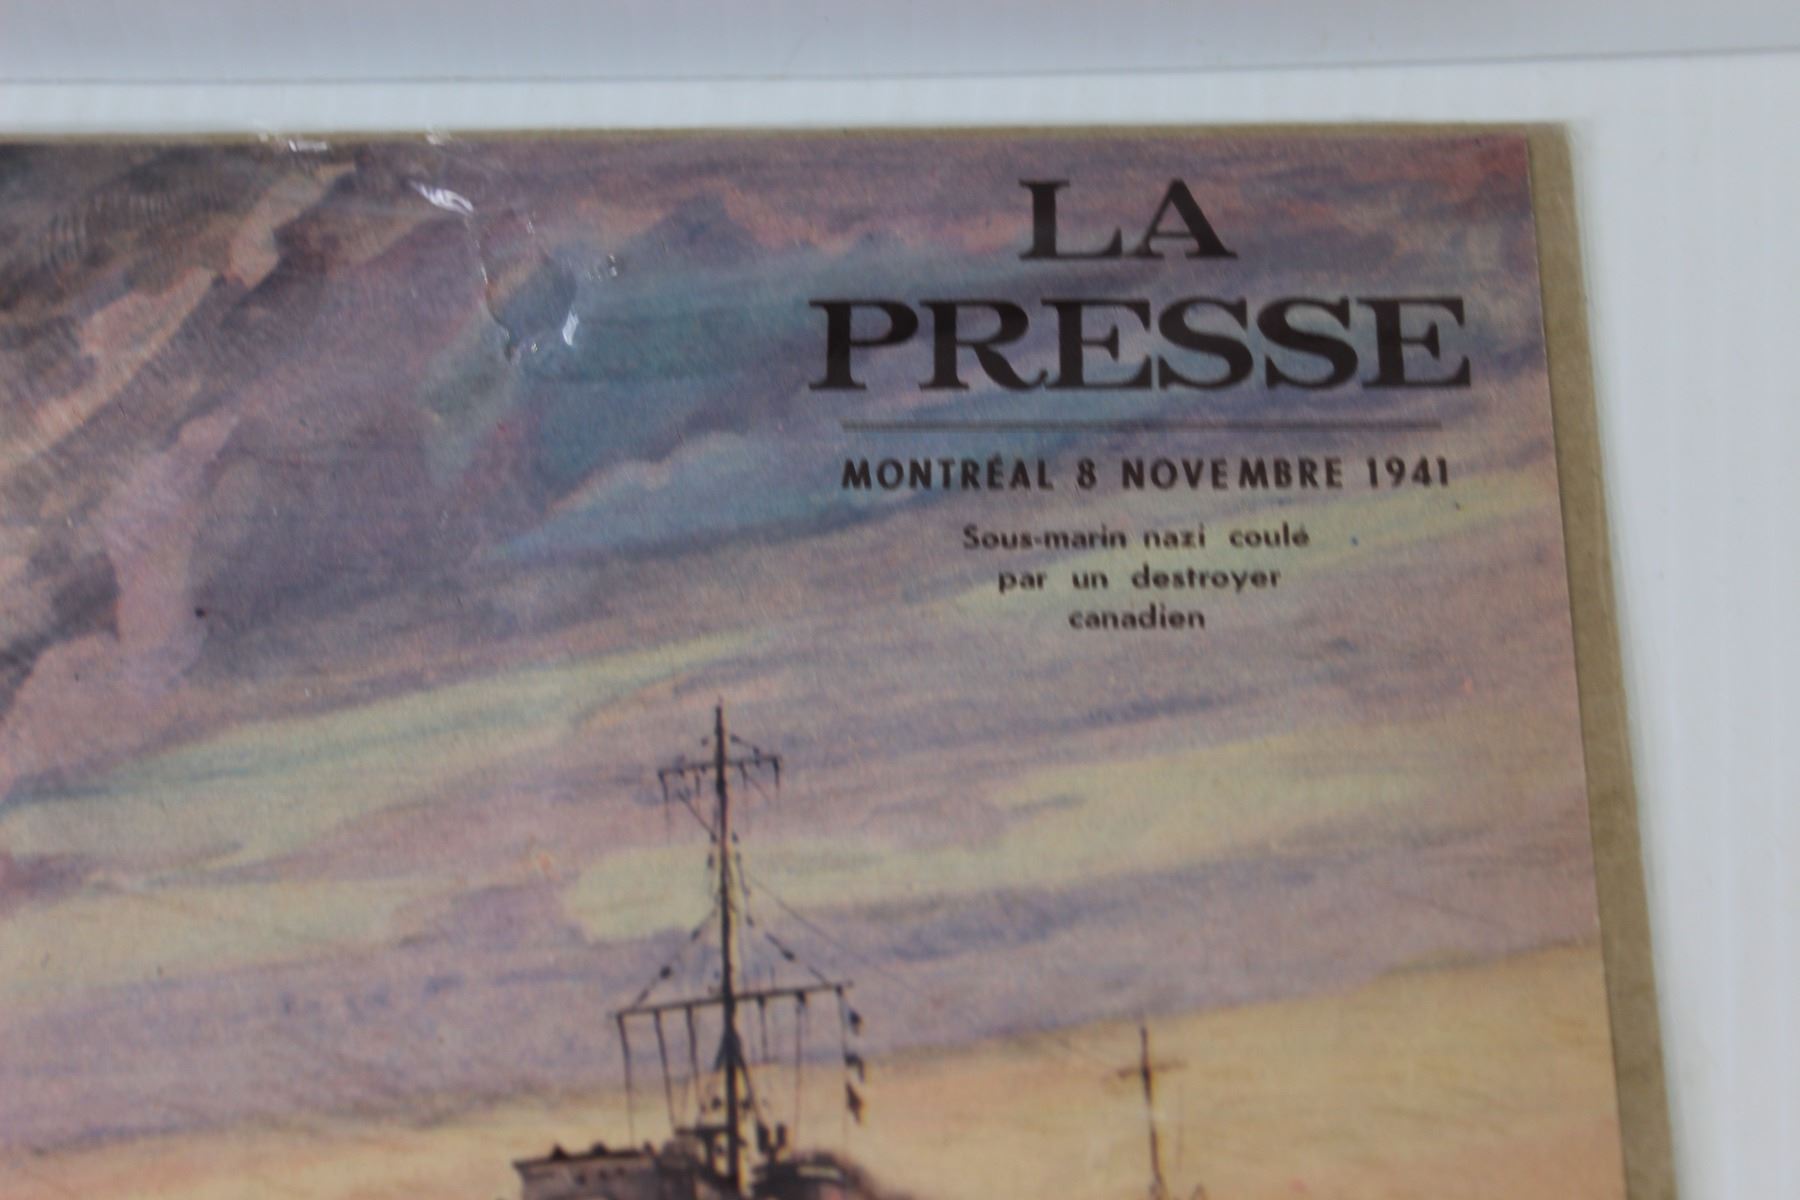 LA
PRESSE
MONTRÉAL 8 NOVEMBRE 1941
Sous-marin nazi coulé
par un destroyer
canadien